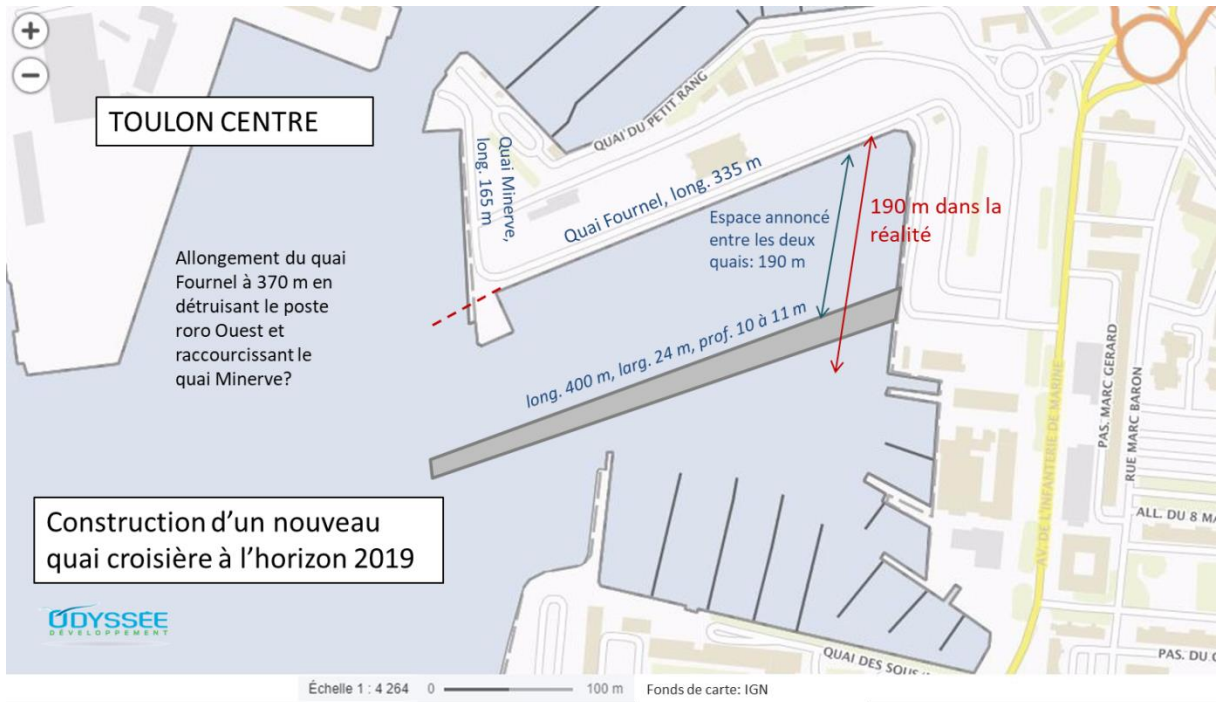 +
−
TOULON CENTRE
QUAI DU PETIT RANG
Quai Minerve,
long. 165 m
Quai Fournel, long. 335 m
Espace annoncé
entre les deux
quais: 190 m
190 m dans la
réalité
Allongement du quai
Fournel à 370 m en
détruisant le poste
roro Ouest et
raccourcissant le
quai Minerve?
long. 400 m, larg. 24 m, prof. 10 à 11 m
AV. DE L'INFANTERIE DE MARINE
PAS. MARC GERARD
RUE MARC BARON
ALL. DU 8 MA
Construction d'un nouveau
quai croisière à l'horizon 2019
ODYSSÉE
DÉVELOPPEMENT
QUAI DES SOUS
PAS. DU
Échelle 1 : 4 264 0 100 m Fonds de carte: IGN